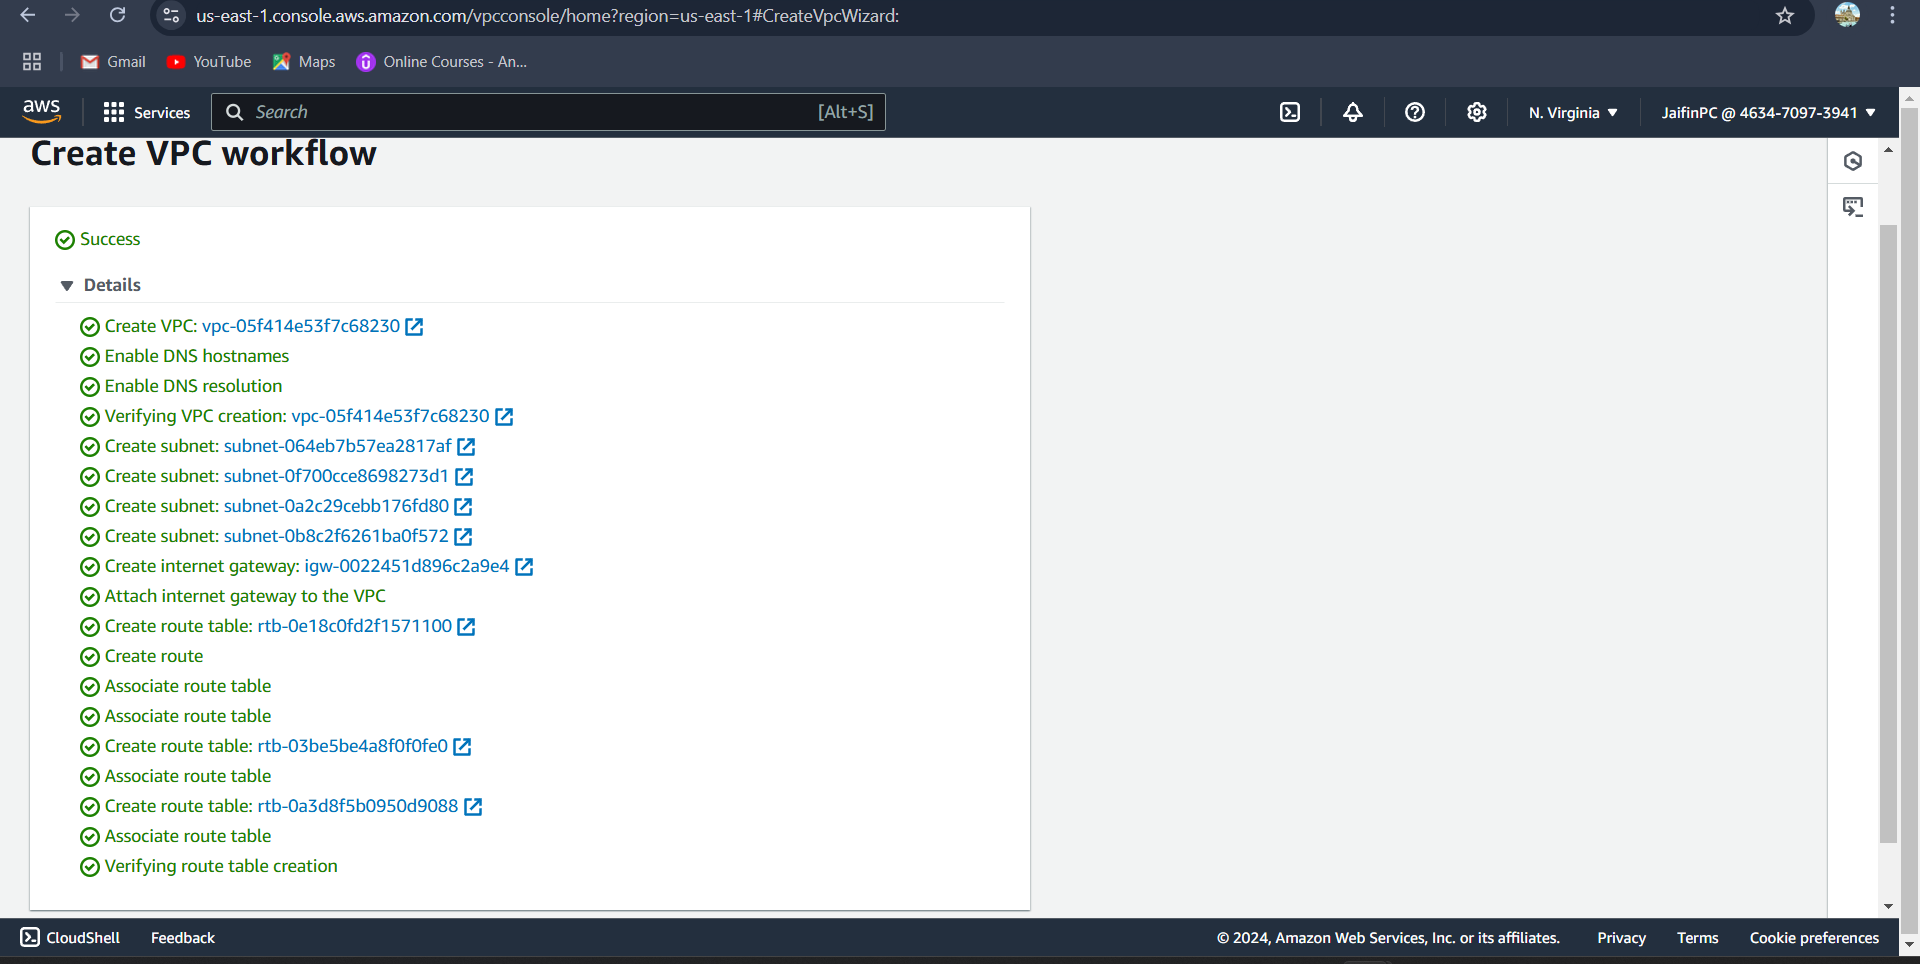 us-east-1.console.aws.amazon.com/vpcconsole/home?region=us-east-1#CreateVpcWizard:
Gmail YouTube Maps Online Courses - An...
aws Services Search [Alt+S] N. Virginia JaifinPC @ 4634-7097-3941
Create VPC workflow
Success
Details
Create VPC: vpc-05f414e53f7c68230
Enable DNS hostnames
Enable DNS resolution
Verifying VPC creation: vpc-05f414e53f7c68230
Create subnet: subnet-064eb7b57ea2817af
Create subnet: subnet-0f700cce8698273d1
Create subnet: subnet-0a2c29cebb176fd80
Create subnet: subnet-0b8c2f6261ba0f572
Create internet gateway: igw-0022451d896c2a9e4
Attach internet gateway to the VPC
Create route table: rtb-0e18c0fd2f1571100
Create route
Associate route table
Associate route table
Create route table: rtb-03be5be4a8f0f0fe0
Associate route table
Create route table: rtb-0a3d8f5b0950d9088
Associate route table
Verifying route table creation
CloudShell Feedback © 2024, Amazon Web Services, Inc. or its affiliates. Privacy Terms Cookie preferences